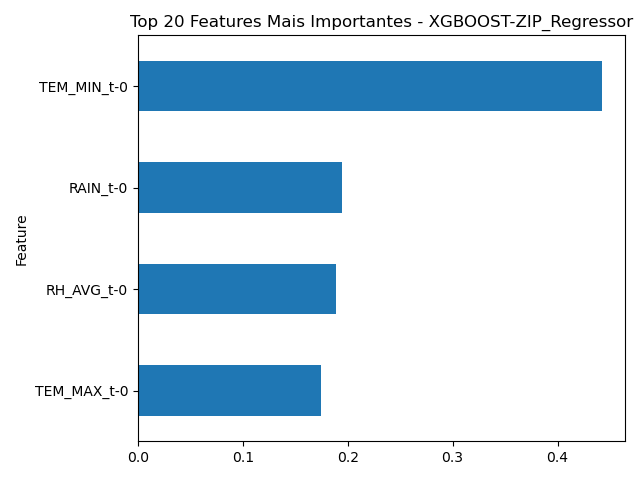 Top 20 Features Mais Importantes - XGBOOST-ZIP_Regressor
TEM_MIN_t-0
RAIN_t-0
RH_AVG_t-0
TEM_MAX_t-0
Feature
0.0 0.1 0.2 0.3 0.4